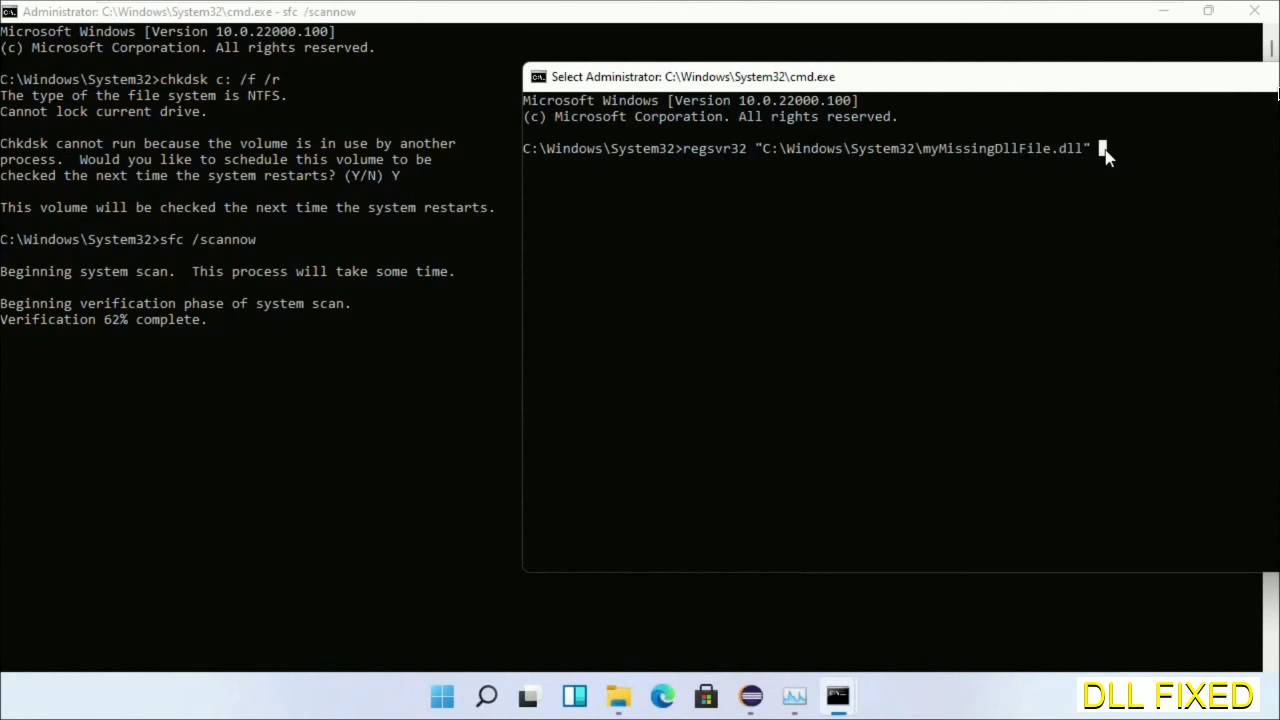 Administrator: C:\Windows\System32\cmd.exe - sfc /scannow
Microsoft Windows [Version 10.0.22000.100]
(c) Microsoft Corporation. All rights reserved.
C:\Windows\System32>chkdsk c: /f /r
The type of the file system is NTFS.
Cannot lock current drive.
Chkdsk cannot run because the volume is in use by another
process.  Would you like to schedule this volume to be
checked the next time the system restarts? (Y/N) Y
This volume will be checked the next time the system restarts.
C:\Windows\System32>sfc /scannow
Beginning system scan.  This process will take some time.
Beginning verification phase of system scan.
Verification 62% complete.
Select Administrator: C:\Windows\System32\cmd.exe
Microsoft Windows [Version 10.0.22000.100]
(c) Microsoft Corporation. All rights reserved.
C:\Windows\System32>regsvr32 "C:\Windows\System32\myMissingDllFile.dll"
DLL FIXED